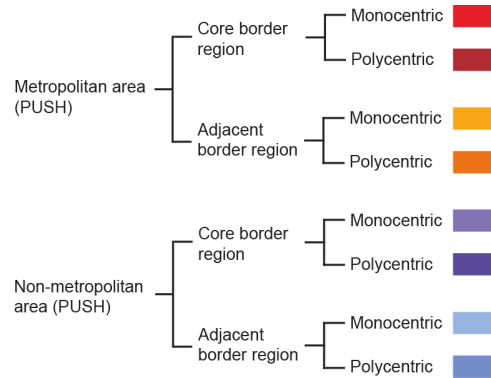 Metropolitan area
(PUSH)
Core border
region
Monocentric
Polycentric
Adjacent
border region
Monocentric
Polycentric
Non-metropolitan
area (PUSH)
Core border
region
Monocentric
Polycentric
Adjacent
border region
Monocentric
Polycentric